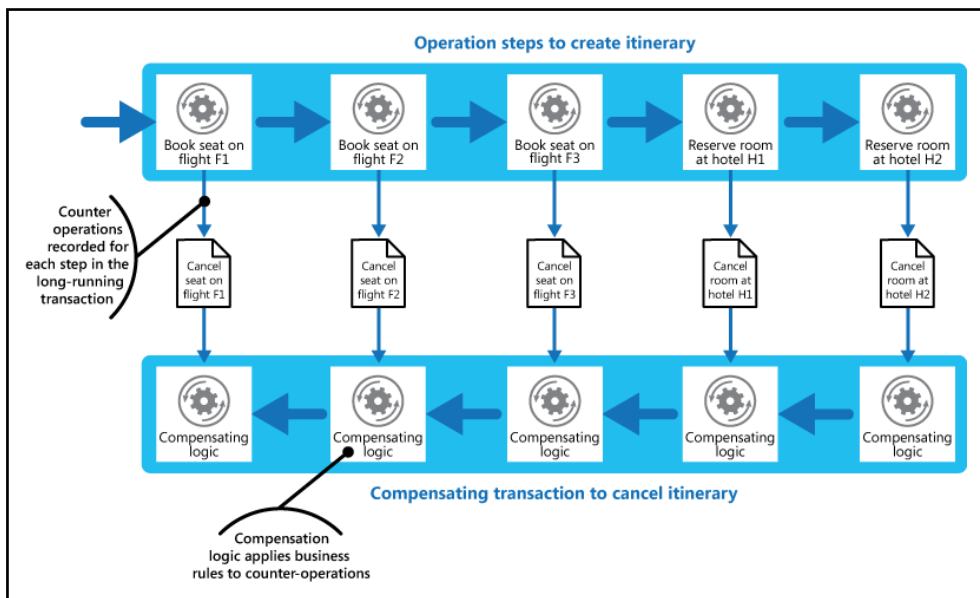 Operation steps to create itinerary
Book seat on
flight F1
Book seat on
flight F2
Book seat on
flight F3
Reserve room
at hotel H1
Reserve room
at hotel H2
Counter
operations
recorded for
each step in the
long-running
transaction
Cancel
seat on
flight F1
Cancel
seat on
flight F2
Cancel
seat on
flight F3
Cancel
room at
hotel H1
Cancel
room at
hotel H2
Compensating
logic
Compensating
logic
Compensating
logic
Compensating
logic
Compensating
logic
Compensating transaction to cancel itinerary
Compensation
logic applies business
rules to counter-operations